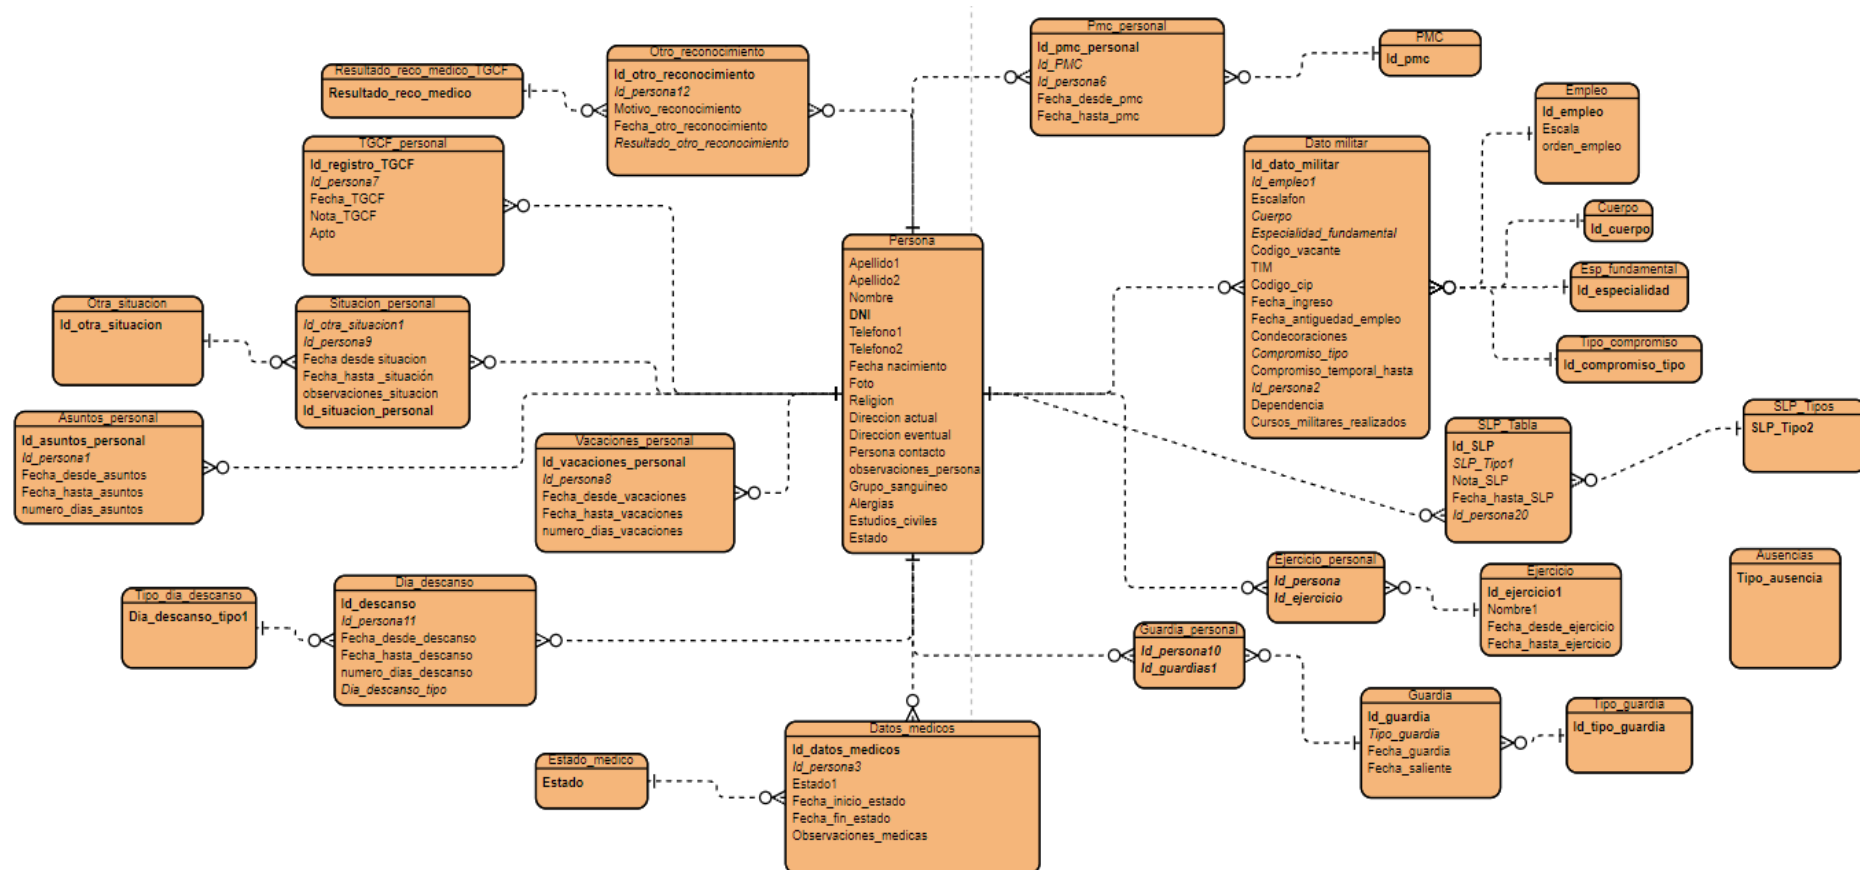 Pmc_personal
Id_pmc_personal
Id_PMC
Id_persona6
Fecha_desde_pmc
Fecha_hasta_pmc
PMC
Id_pmc
Otro_reconocimiento
Id_otro_reconocimiento
Id_persona12
Motivo_reconocimiento
Fecha_otro_reconocimiento
Resultado_otro_reconocimiento
Resultado_reco_medico_TGCF
Resultado_reco_medico
Empleo
Id_empleo
Escala
orden_empleo
TGCF_personal
Id_registro_TGCF
Id_persona7
Fecha_TGCF
Nota_TGCF
Apto
Dato militar
Id_dato_militar
Id_empleo1
Escalafon
Cuerpo
Especialidad_fundamental
Codigo_vacante
TIM
Codigo_cip
Fecha_ingreso
Fecha_antiguedad_empleo
Condecoraciones
Compromiso_tipo
Compromiso_temporal_hasta
Id_persona2
Dependencia
Cursos_militares_realizados
Cuerpo
Id_cuerpo
Persona
Apellido1
Apellido2
Nombre
DNI
Telefono1
Telefono2
Fecha nacimiento
Foto
Religion
Direccion actual
Direccion eventual
Persona contacto
observaciones_persona
Grupo_sanguineo
Alergias
Estudios_civiles
Estado
Esp_fundamental
Id_especialidad
Otra_situacion
Id_otra_situacion
Situacion_personal
Id_otra_situacion1
Id_persona9
Fecha desde situacion
Fecha_hasta _situación
observaciones_situacion
Id_situacion_personal
Tipo_compromiso
Id_compromiso_tipo
Asuntos_personal
Id_asuntos_personal
Id_persona1
Fecha_desde_asuntos
Fecha_hasta_asuntos
numero_dias_asuntos
Vacaciones_personal
Id_vacaciones_personal
Id_persona8
Fecha_desde_vacaciones
Fecha_hasta_vacaciones
numero_dias_vacaciones
SLP_Tabla
Id_SLP
SLP_Tipo1
Nota_SLP
Fecha_hasta_SLP
Id_persona20
SLP_Tipos
SLP_Tipo2
Ejercicio_personal
Id_persona
Id_ejercicio
Ejercicio
Id_ejercicio1
Nombre1
Fecha_desde_ejercicio
Fecha_hasta_ejercicio
Ausencias
Tipo_ausencia
Tipo_dia_descanso
Dia_descanso_tipo1
Dia_descanso
Id_descanso
Id_persona11
Fecha_desde_descanso
Fecha_hasta_descanso
numero_dias_descanso
Dia_descanso_tipo
Guardia_personal
Id_persona10
Id_guardias1
Guardia
Id_guardia
Tipo_guardia
Fecha_guardia
Fecha_saliente
Tipo_guardia
Id_tipo_guardia
Datos_medicos
Id_datos_medicos
Id_persona3
Estado1
Fecha_inicio_estado
Fecha_fin_estado
Observaciones_medicas
Estado_medico
Estado